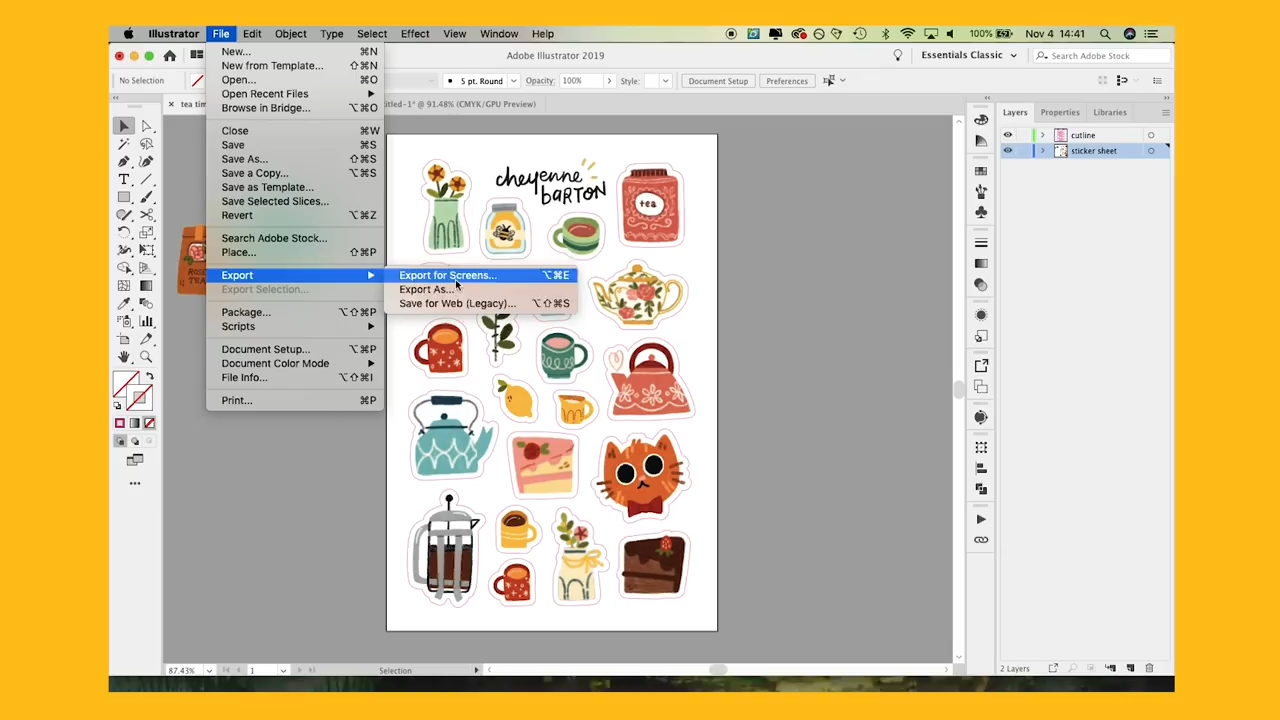 Illustrator File Edit Object Type Select Effect View Window Help 100% Nov 4 14:41
Adobe Illustrator 2019
Essentials Classic
Search Adobe Stock
No Selection
5 pt. Round
Opacity: 100%
Style:
Document Setup
Preferences
tea tim
titled-1* @ 91.48% (CMYK/GPU Preview)
New... ⌘N
New from Template... ⇧⌘N
Open... ⌘O
Open Recent Files
Browse in Bridge... ⌥⌘O
Close ⌘W
Save ⌘S
Save As... ⇧⌘S
Save a Copy... ⌥⌘S
Save as Template...
Save Selected Slices...
Revert ⌥⌘Z
Search Adobe Stock...
Place... ⇧⌘P
Export
Export Selection...
Package... ⌥⇧⌘P
Scripts
Document Setup... ⌥⌘P
Document Color Mode
File Info... ⌥⇧⌘I
Print... ⌘P
Export for Screens... ⌥⌘E
Export As...
Save for Web (Legacy)... ⌥⇧⌘S
cheyenne
BARTON
tea
Layers Properties Libraries
cutline
sticker sheet
87.43%
1
Selection
2 Layers